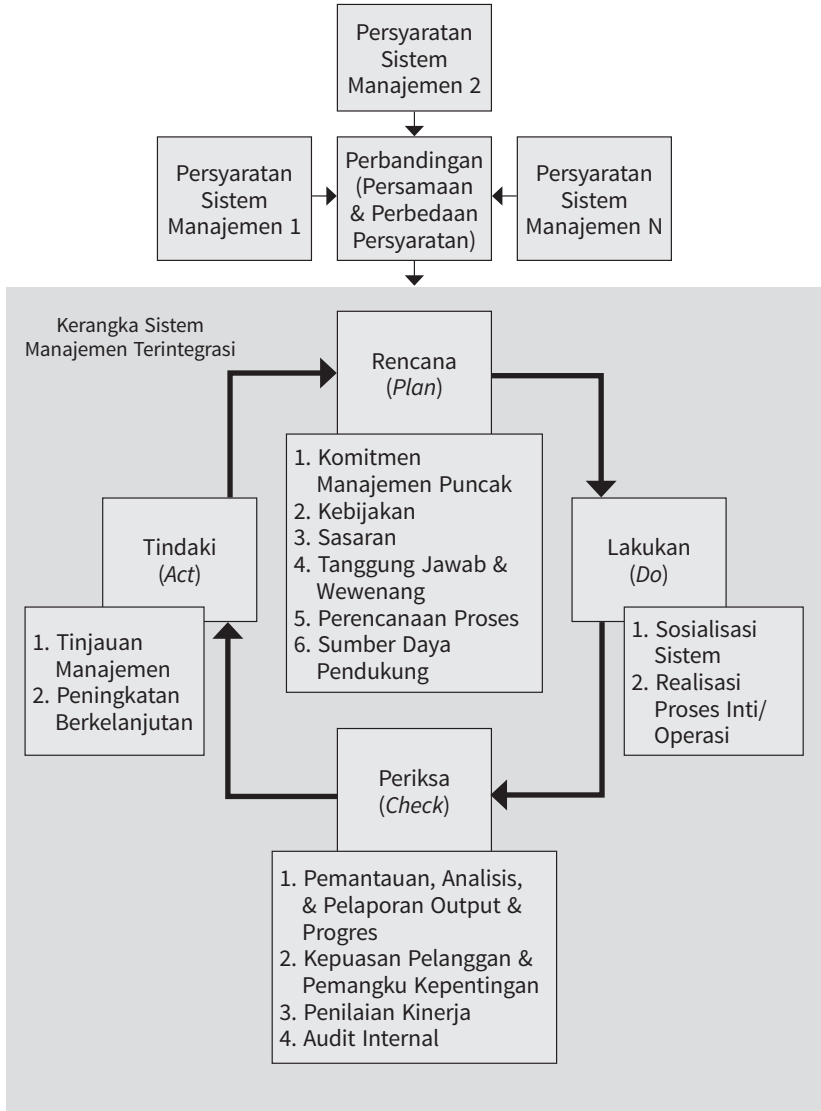 Persyaratan
Sistem
Manajemen 2
Persyaratan
Sistem
Manajemen 1
Perbandingan
(Persamaan
& Perbedaan
Persyaratan)
Persyaratan
Sistem
Manajemen N
Kerangka Sistem
Manajemen Terintegrasi
Rencana
(Plan)
1. Komitmen
Manajemen Puncak
2. Kebijakan
3. Sasaran
4. Tanggung Jawab &
Wewenang
5. Perencanaan Proses
6. Sumber Daya
Pendukung
Lakukan
(Do)
1. Sosialisasi
Sistem
2. Realisasi
Proses Inti/
Operasi
Periksa
(Check)
1. Pemantauan, Analisis,
& Pelaporan Output &
Progres
2. Kepuasan Pelanggan &
Pemangku Kepentingan
3. Penilaian Kinerja
4. Audit Internal
Tindaki
(Act)
1. Tinjauan
Manajemen
2. Peningkatan
Berkelanjutan